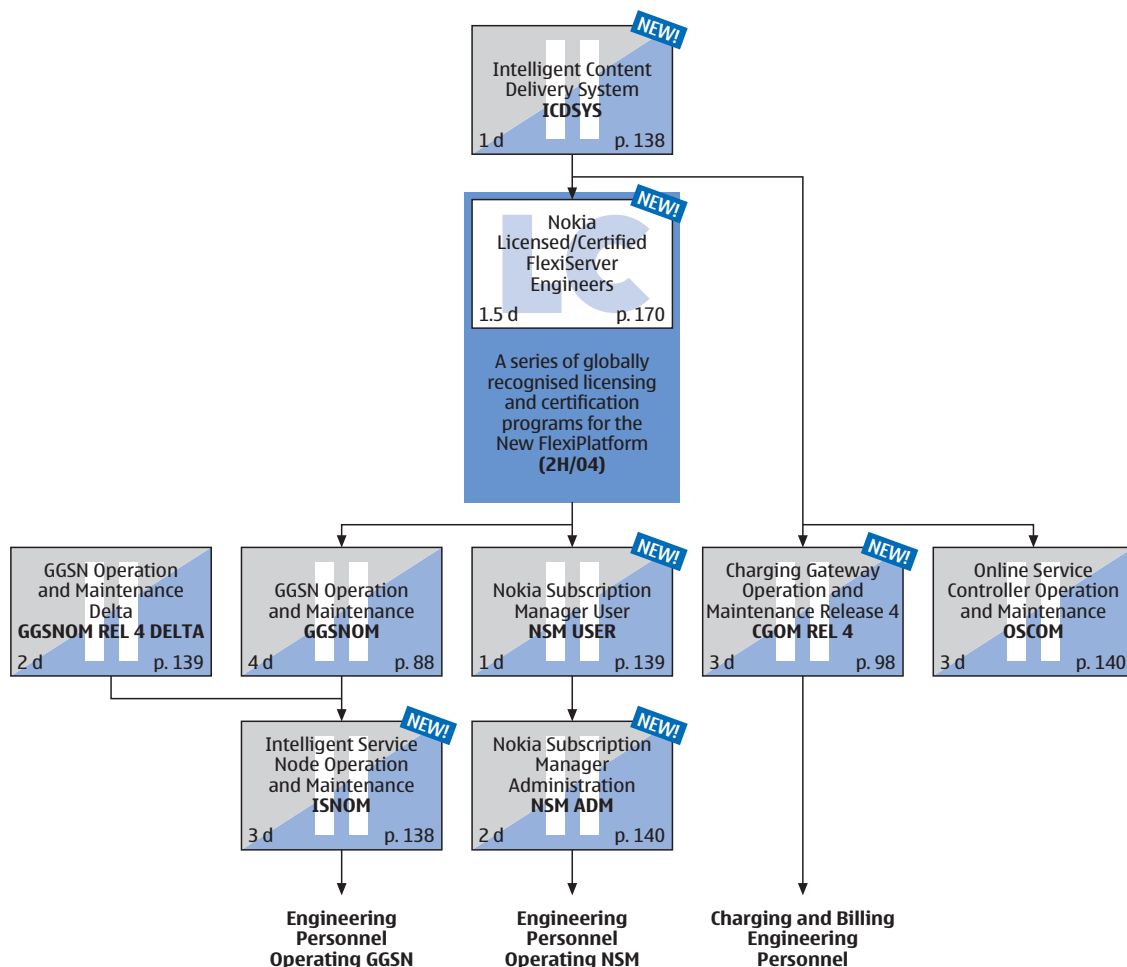 NEW!
Intelligent Content
Delivery System
ICDSYS
1 d p. 138
NEW!
Nokia
Licensed/Certified
FlexiServer
Engineers
LC
1.5 d p. 170
A series of globally
recognised licensing
and certification
programs for the
New FlexiPlatform
(2H/04)
GGSN Operation
and Maintenance
Delta
GGSNOM REL 4 DELTA
2 d p. 139
GGSN Operation
and Maintenance
GGSNOM
4 d p. 88
NEW!
Nokia Subscription
Manager User
NSM USER
1 d p. 139
NEW!
Charging Gateway
Operation and
Maintenance Release 4
CGOM REL 4
3 d p. 98
Online Service
Controller Operation
and Maintenance
OSCOM
3 d p. 140
NEW!
Intelligent Service
Node Operation
and Maintenance
ISNOM
3 d p. 138
NEW!
Nokia Subscription
Manager
Administration
NSM ADM
2 d p. 140
Engineering
Personnel
Operating GGSN
Engineering
Personnel
Operating NSM
Charging and Billing
Engineering
Personnel